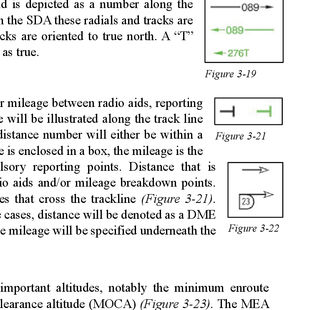 d is depicted as a number along the
n the SDA these radials and tracks are
cks are oriented to true north. A “T”
as true.
089
089
276T
Figure 3-19
r mileage between radio aids, reporting
e will be illustrated along the track line
distance number will either be within a
e is enclosed in a box, the mileage is the
lsory reporting points. Distance that is
io aids and/or mileage breakdown points.
es that cross the trackline (Figure 3-21).
e cases, distance will be denoted as a DME
e mileage will be specified underneath the
Figure 3-21
23
Figure 3-22
important altitudes, notably the minimum enroute
learance altitude (MOCA) (Figure 3-23). The MEA